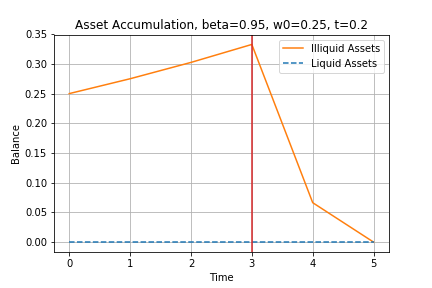 Asset Accumulation, beta=0.95, w0=0.25, t=0.2
Illiquid Assets
Liquid Assets
Balance
0.35
0.30
0.25
0.20
0.15
0.10
0.05
0.00
0 1 2 3 4 5
Time